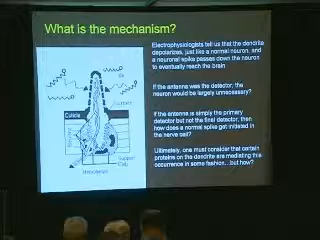 What is the mechanism?
Electrophysiologists tell us that the dendrite
depolarizes, just like a normal neuron, and
a neuronal spike passes down the neuron
to eventually reach the brain
If the antenna was the detector, the
neuron would be largely unnecessary?
If the antenna is simply the primary
detector but not the final detector, then
how does a normal spike get initiated in
the nerve cell?
Ultimately, one must consider that certain
proteins on the dendrite are mediating this
occurrence in some fashion...but how?
Cuticle
Support
Cell